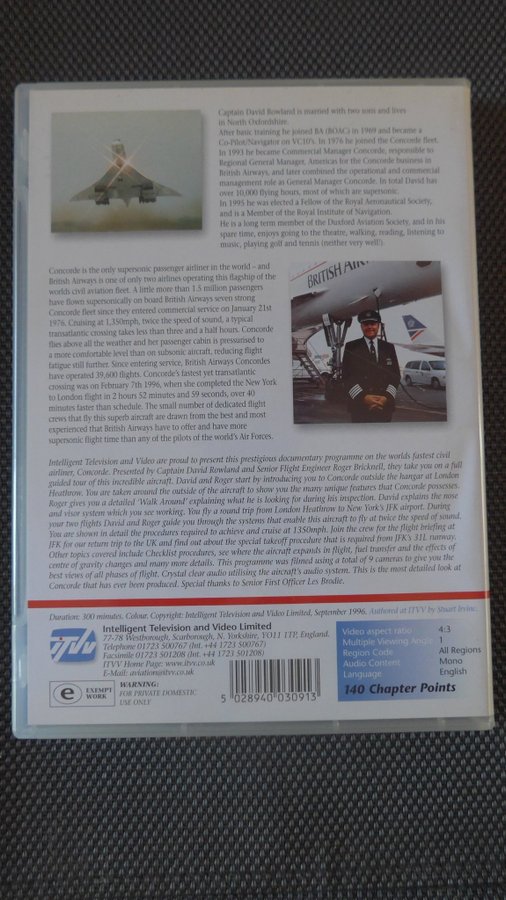 Captain David Rowland is married with two sons and lives
in North Oxfordshire.
After basic training he joined BA (BOAC) in 1969 and became a
Co-Pilot/Navigator on VC10's. In 1976 he joined the Concorde fleet.
In 1993 he became Commercial Manager Concorde, responsible to
Regional General Manager, Americas for the Concorde business in
British Airways, and later combined the operational and commercial
management role as General Manager Concorde. In total David has
over 10,000 flying hours, most of which are supersonic.
In 1995 he was elected a Fellow of the Royal Aeronautical Society,
and is a Member of the Royal Institute of Navigation.
He is a long term member of the Duxford Aviation Society, and in his
spare time, enjoys going to the theatre, walking, reading, listening to
music, playing golf and tennis (neither very well!).
Concorde is the only supersonic passenger airliner in the world – and
British Airways is one of only two airlines operating this flagship of the
worlds civil aviation fleet. A little more than 1.5 million passengers
have flown supersonically on board British Airways seven strong
Concorde fleet since they entered commercial service on January 21st
1976. Cruising at 1,350mph, twice the speed of sound, a typical
transatlantic crossing takes less than three and a half hours. Concorde
flies above all the weather and her passenger cabin is pressurised to
a more comfortable level than on subsonic aircraft, reducing flight
fatigue still further. Since entering service, British Airways Concordes
have operated 39,600 flights. Concorde's fastest yet transatlantic
crossing was on February 7th 1996, when she completed the New York
to London flight in 2 hours 52 minutes and 59 seconds, over 40
minutes faster than schedule. The small number of dedicated flight
crews that fly this superb aircraft are drawn from the best and most
experienced that British Airways have to offer and have more
supersonic flight time than any of the pilots of the world's Air Forces.
BRITISH AIR
Intelligent Television and Video are proud to present this prestigious documentary programme on the worlds fastest civil
airliner, Concorde. Presented by Captain David Rowland and Senior Flight Engineer Roger Bricknell, they take you on a full
guided tour of this incredible aircraft. David and Roger start by introducing you to Concorde outside the hangar at London
Heathrow. You are taken around the outside of the aircraft to show you the many unique features that Concorde possesses.
Roger gives you a detailed 'Walk Around' explaining what he is looking for during his inspection. David explains the nose
and visor system which you see working. You fly a round trip from London Heathrow to New York's JFK airport. During
your two flights David and Roger guide you through the systems that enable this aircraft to fly at twice the speed of sound.
You are shown in detail the procedures required to achieve and cruise at 1350mph. Join the crew for the flight briefing at
JFK for our return trip to the UK and find out about the special takeoff procedure that is required from JFK's 31L runway.
Other topics covered include Checklist procedures, see where the aircraft expands in flight, fuel transfer and the effects of
centre of gravity changes and many more details. This programme was filmed using a total of 9 cameras to give you the
best views of all phases of flight. Crystal clear audio utilising the aircraft's audio system. This is the most detailed look at
Concorde that has ever been produced. Special thanks to Senior First Officer Les Brodie.
Duration: 300 minutes. Colour. Copyright: Intelligent Television and Video Limited, September 1996. Authored at ITVV by Stuart Irvine.
itvv
Intelligent Television and Video Limited
77-78 Westborough, Scarborough, N. Yorkshire, YO11 1TP, England.
Telephone 01723 500767 (Int. +44 1723 500767)
Facsimile 01723 501208 (Int. +44 1723 501208)
ITVV Home Page: www.itvv.co.uk
E-Mail: aviation@itvv.co.uk
e EXEMPT
WORK
WARNING:
FOR PRIVATE DOMESTIC
USE ONLY
5 028940 030913
Video aspect ratio 4:3
Multiple Viewing Angle 1
Region Code All Regions
Audio Content Mono
Language English
140 Chapter Points